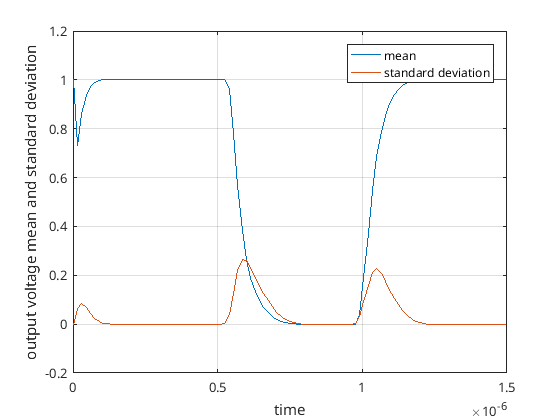 output voltage mean and standard deviation
1.2
1
0.8
0.6
0.4
0.2
0
-0.2
mean
standard deviation
0 0.5 1 1.5
time
×10-6